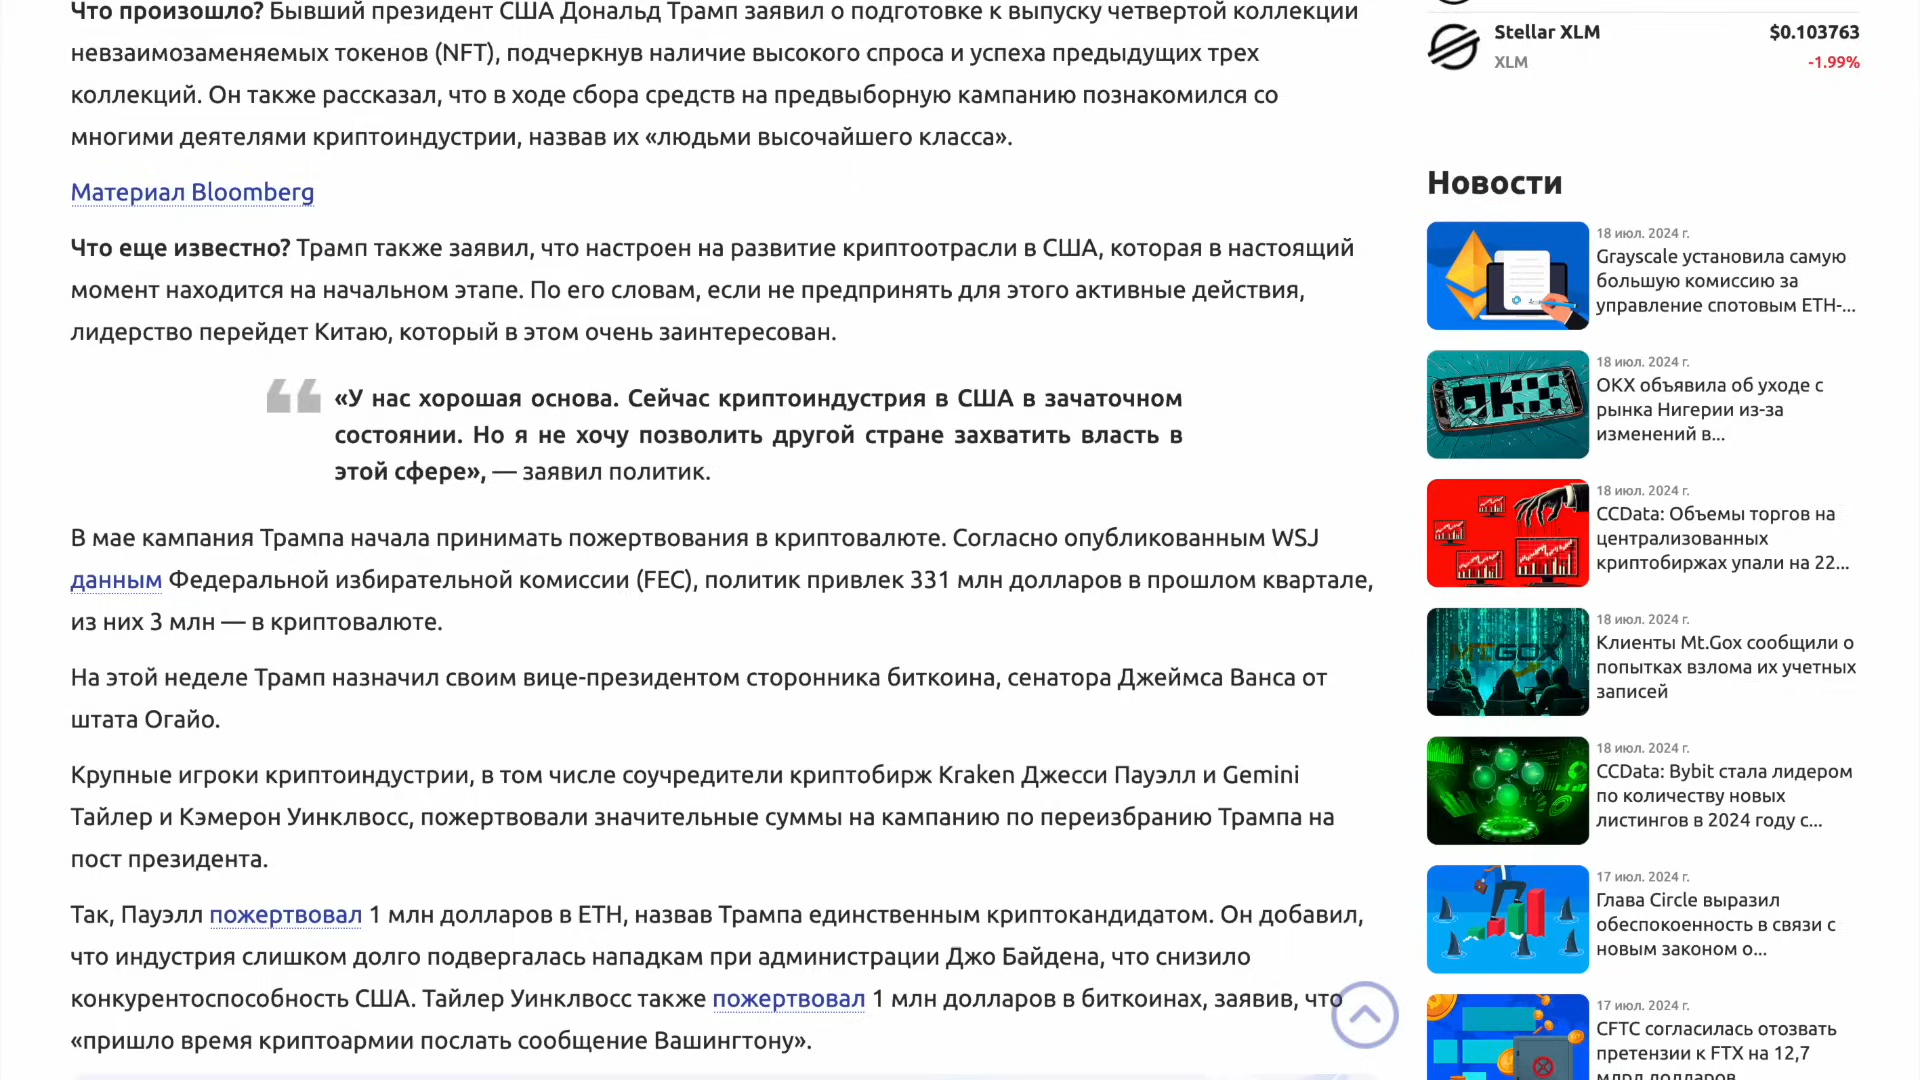 Что произошло? Бывший президент США Дональд Трамп заявил о подготовке к выпуску четвертой коллекции
невзаимозаменяемых токенов (NFT), подчеркнув наличие высокого спроса и успеха предыдущих трех
коллекций. Он также рассказал, что в ходе сбора средств на предвыборную кампанию познакомился со
многими деятелями криптоиндустрии, назвав их «людьми высочайшего класса».
Материал Bloomberg
Что еще известно? Трамп также заявил, что настроен на развитие криптоотрасли в США, которая в настоящий
момент находится на начальном этапе. По его словам, если не предпринять для этого активные действия,
лидерство перейдет Китаю, который в этом очень заинтересован.
«У нас хорошая основа. Сейчас криптоиндустрия в США в зачаточном
состоянии. Но я не хочу позволить другой стране захватить власть в
этой сфере», — заявил политик.
В мае кампания Трампа начала принимать пожертвования в криптовалюте. Согласно опубликованным WSJ
данным Федеральной избирательной комиссии (FEC), политик привлек 331 млн долларов в прошлом квартале,
из них 3 млн — в криптовалюте.
На этой неделе Трамп назначил своим вице-президентом сторонника биткоина, сенатора Джеймса Ванса от
штата Огайо.
Крупные игроки криптоиндустрии, в том числе соучредители криптобирж Kraken Джесси Пауэлл и Gemini
Тайлер и Кэмерон Уинклвосс, пожертвовали значительные суммы на кампанию по переизбранию Трампа на
пост президента.
Так, Пауэлл пожертвовал 1 млн долларов в ETH, назвав Трампа единственным криптокандидатом. Он добавил,
что индустрия слишком долго подвергалась нападкам при администрации Джо Байдена, что снизило
конкурентоспособность США. Тайлер Уинклвосс также пожертвовал 1 млн долларов в биткоинах, заявив, что
«пришло время криптоармии послать сообщение Вашингтону».
Stellar XLM $0.103763
XLM -1.99%
Новости
18 июл. 2024 г.
Grayscale установила самую
большую комиссию за
управление спотовым ETH-...
OKX
18 июл. 2024 г.
OKX объявила об уходе с
рынка Нигерии из-за
изменений в...
18 июл. 2024 г.
CCData: Объемы торгов на
централизованных
криптобиржах упали на 22...
MTGOX
18 июл. 2024 г.
Клиенты Mt.Gox сообщили о
попытках взлома их учетных
записей
18 июл. 2024 г.
CCData: Bybit стала лидером
по количеству новых
листингов в 2024 году с...
17 июл. 2024 г.
Глава Circle выразил
обеспокоенность в связи с
новым законом о...
17 июл. 2024 г.
CFTC согласилась отозвать
претензии к FTX на 12,7
млрд долларов